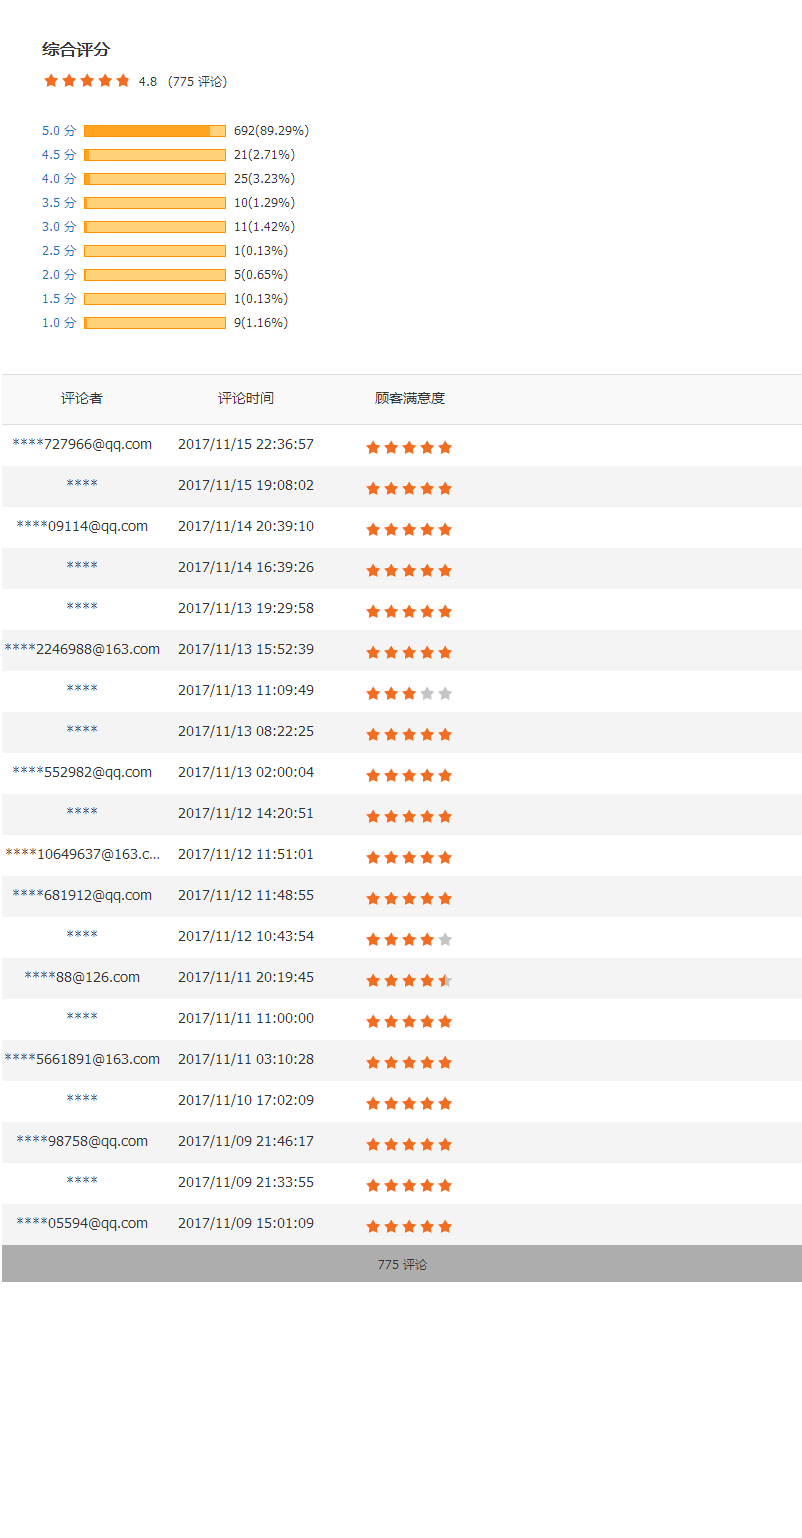 综合评分
4.8 (775 评论)
5.0 分 692(89.29%)
4.5 分 21(2.71%)
4.0 分 25(3.23%)
3.5 分 10(1.29%)
3.0 分 11(1.42%)
2.5 分 1(0.13%)
2.0 分 5(0.65%)
1.5 分 1(0.13%)
1.0 分 9(1.16%)
评论者 评论时间 顾客满意度
****727966@qq.com 2017/11/15 22:36:57
**** 2017/11/15 19:08:02
****09114@qq.com 2017/11/14 20:39:10
**** 2017/11/14 16:39:26
**** 2017/11/13 19:29:58
****2246988@163.com 2017/11/13 15:52:39
**** 2017/11/13 11:09:49
**** 2017/11/13 08:22:25
****552982@qq.com 2017/11/13 02:00:04
**** 2017/11/12 14:20:51
****10649637@163.c... 2017/11/12 11:51:01
****681912@qq.com 2017/11/12 11:48:55
**** 2017/11/12 10:43:54
****88@126.com 2017/11/11 20:19:45
**** 2017/11/11 11:00:00
****5661891@163.com 2017/11/11 03:10:28
**** 2017/11/10 17:02:09
****98758@qq.com 2017/11/09 21:46:17
**** 2017/11/09 21:33:55
****05594@qq.com 2017/11/09 15:01:09
775 评论